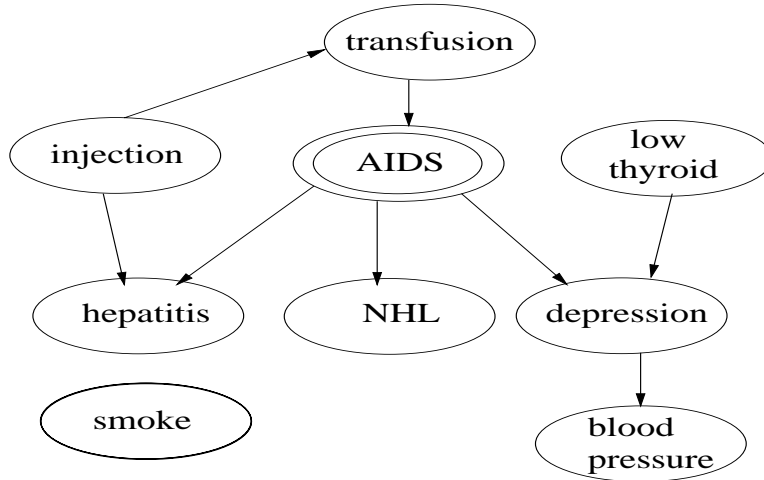 transfusion
injection
AIDS
low
thyroid
hepatitis
NHL
depression
smoke
blood
pressure